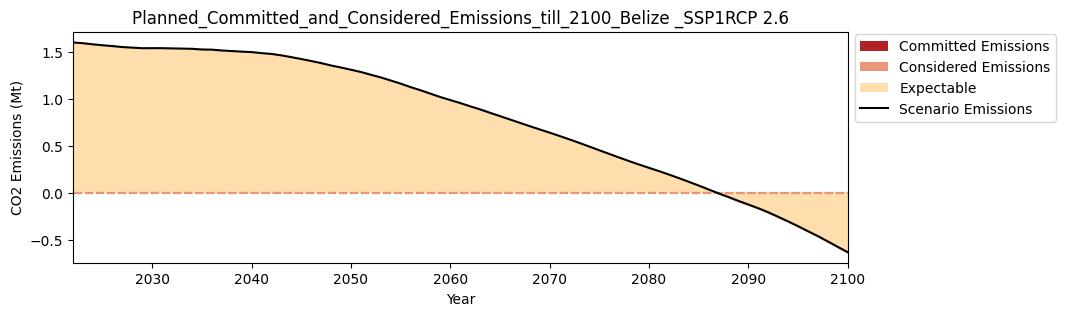 Planned_Committed_and_Considered_Emissions_till_2100_Belize _SSP1RCP 2.6
CO2 Emissions (Mt)
1.5
1.0
0.5
0.0
−0.5
2030 2040 2050 2060 2070 2080 2090 2100
Year
Committed Emissions
Considered Emissions
Expectable
Scenario Emissions